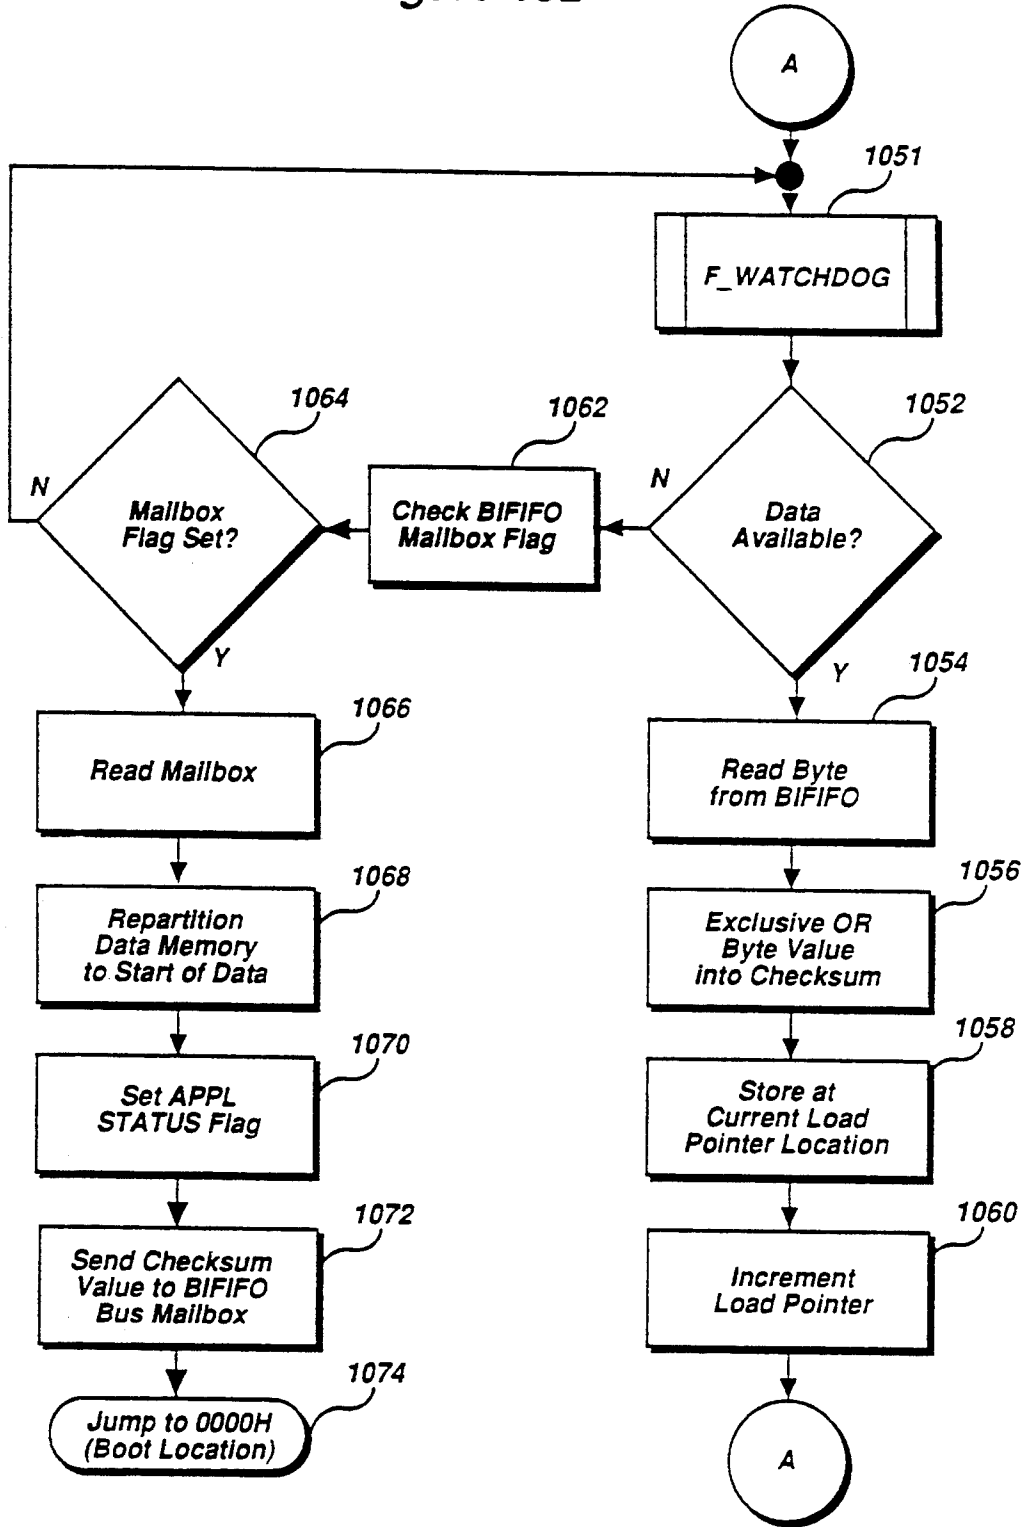 A
1051
F_WATCHDOG
1064
1062
1052
N
Mailbox
Flag Set?
Check BIFIFO
Mailbox Flag
N
Data
Available?
Y
Y
1066
1054
Read Mailbox
Read Byte
from BIFIFO
1068
1056
Repartition
Data Memory
to Start of Data
Exclusive OR
Byte Value
into Checksum
1070
1058
Set APPL
STATUS Flag
Store at
Current Load
Pointer Location
1072
1060
Send Checksum
Value to BIFIFO
Bus Mailbox
Increment
Load Pointer
1074
Jump to 0000H
(Boot Location)
A